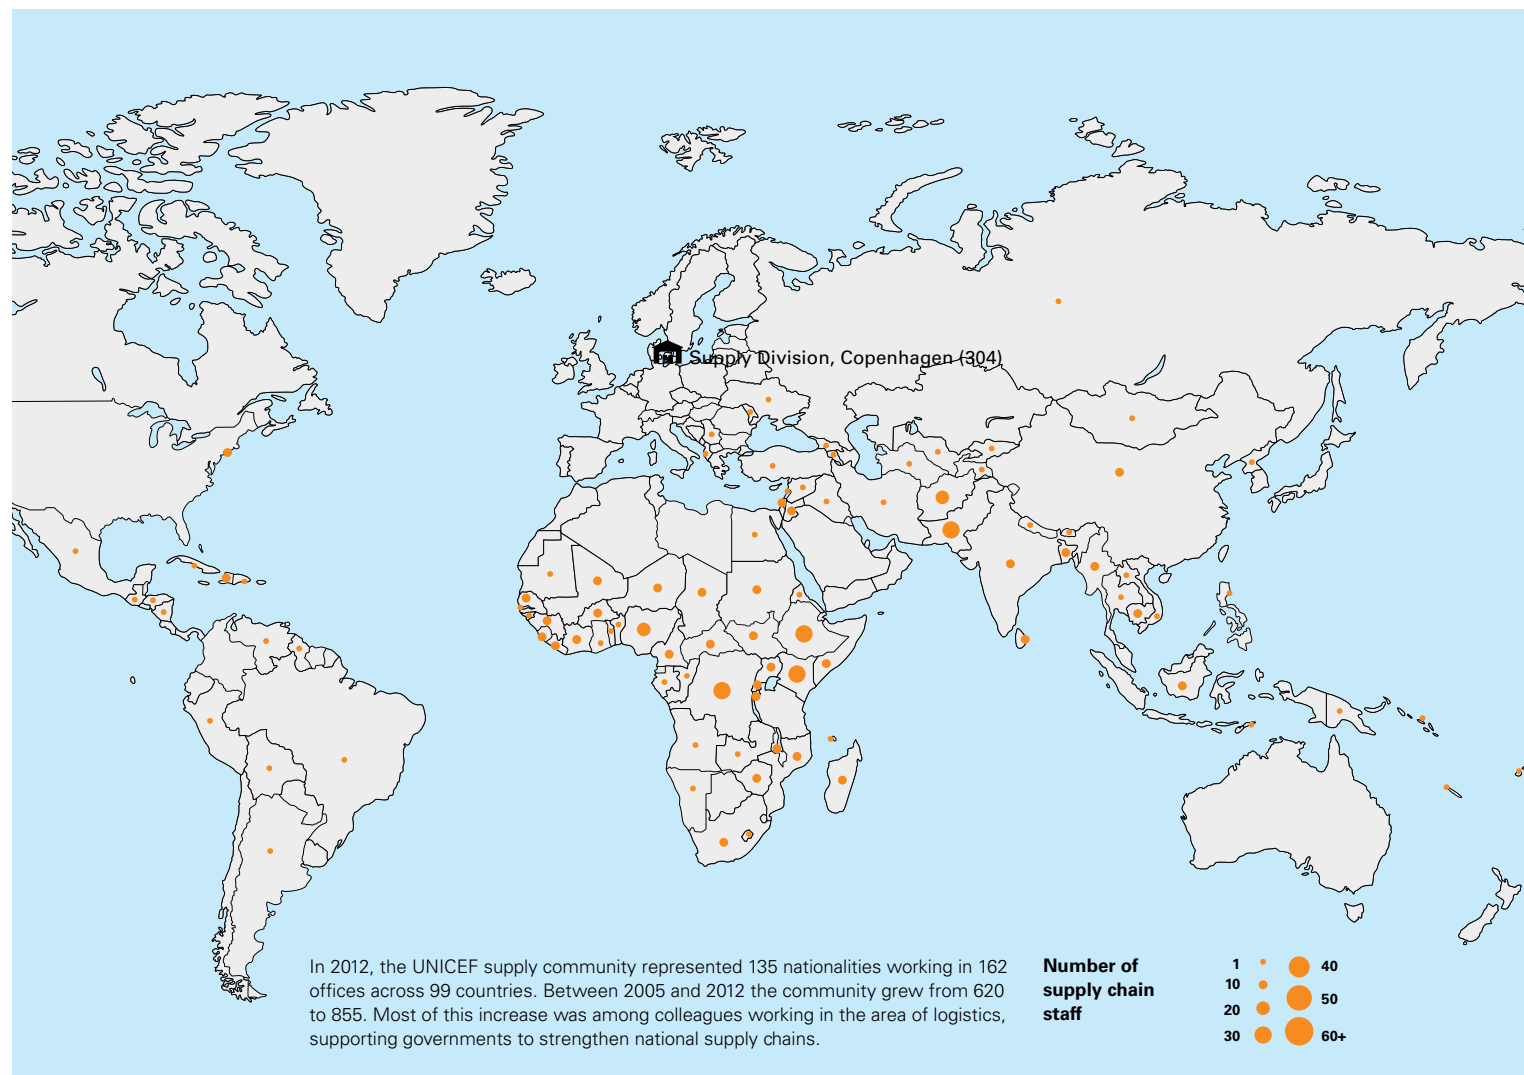 Supply Division, Copenhagen (304)
In 2012, the UNICEF supply community represented 135 nationalities working in 162
offices across 99 countries. Between 2005 and 2012 the community grew from 620
to 855. Most of this increase was among colleagues working in the area of logistics,
supporting governments to strengthen national supply chains.
Number of
supply chain
staff
1
10
20
30
40
50
60+